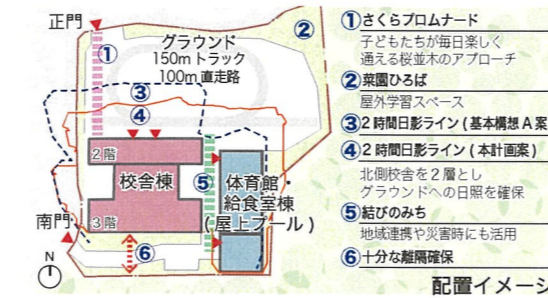 正門
①
グラウンド
150m トラック
100m 直走路
②
③
④
2階
校舎棟
3階
⑤
体育館・
給食室棟
(屋上プール)
南門
⑥
N
①さくらプロムナード
子どもたちが毎日楽しく
通える桜並木のアプローチ
②菜園ひろば
屋外学習スペース
③2時間日影ライン(基本構想A案
④2時間日影ライン(本計画案)
北側校舎を2層とし
グラウンドへの日照を確保
⑤結びのみち
地域連携や災害時にも活用
⑥十分な離隔確保
配置イメージ